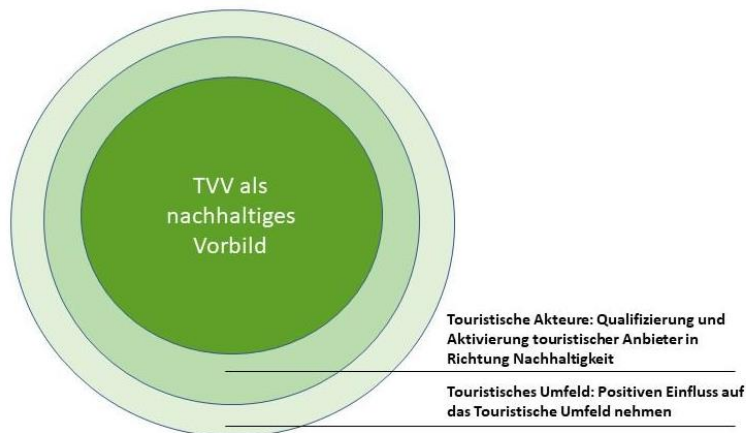 TVV als
nachhaltiges
Vorbild
Touristische Akteure: Qualifizierung und
Aktivierung touristischer Anbieter in
Richtung Nachhaltigkeit
Touristisches Umfeld: Positiven Einfluss auf
das Touristische Umfeld nehmen